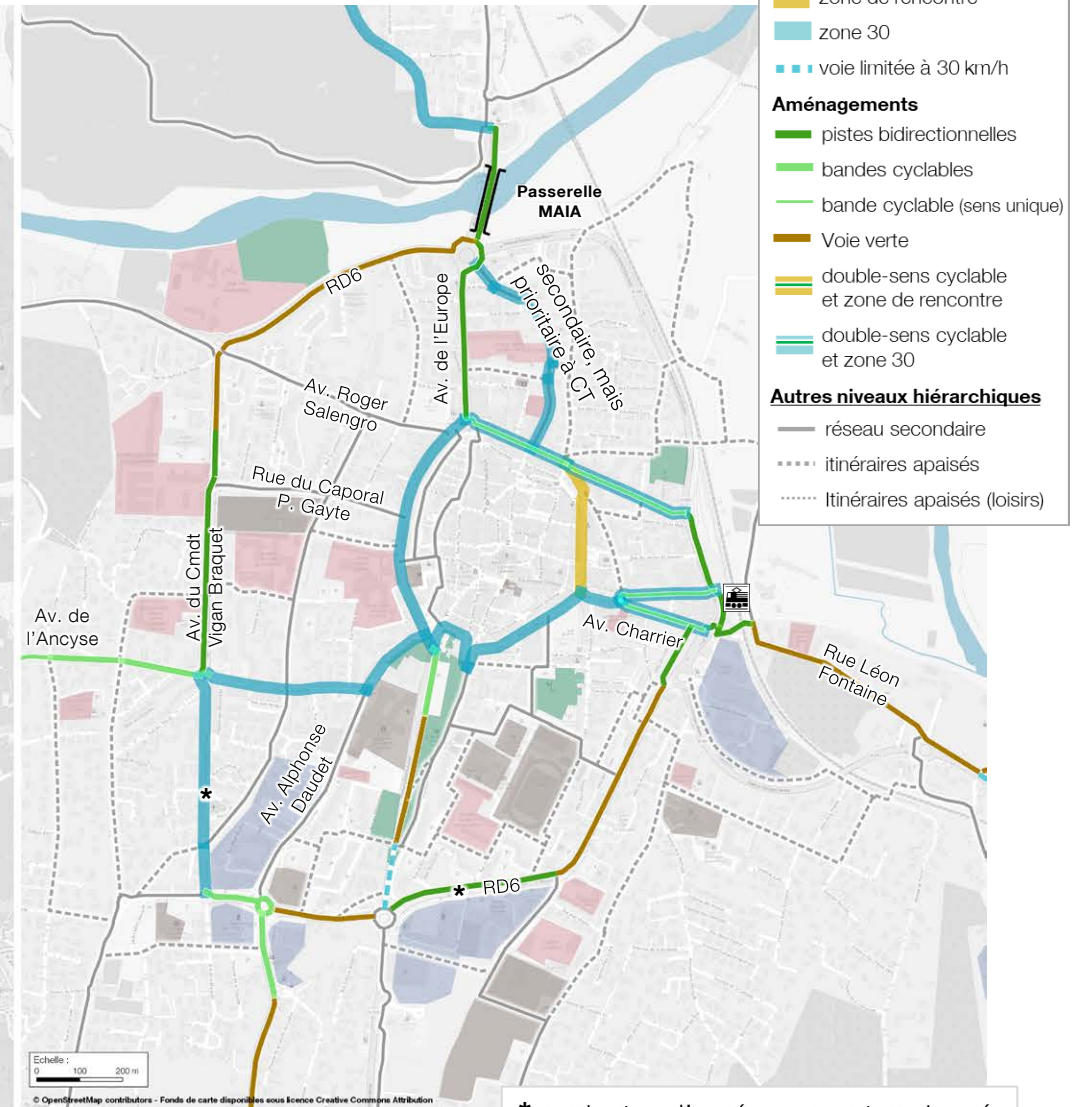 zone de rencontre
zone 30
voie limitée à 30 km/h
Aménagements
pistes bidirectionnelles
bandes cyclables
bande cyclable (sens unique)
Voie verte
double-sens cyclable
et zone de rencontre
double-sens cyclable
et zone 30
Autres niveaux hiérarchiques
réseau secondaire
itinéraires apaisés
Itinéraires apaisés (loisirs)
Passerelle
MAIA
RD6
Av. de l'Europe
secondaire, mais
prioritaire à CT
Av. Roger
Salengro
Rue du Caporal
P. Gayte
Av. du Cmdt
Vigan Braquet
Av. de
l'Ancyse
Av. Charrier
Rue Léon
Fontaine
Av. Alphonse
Daudet
*
* RD6
Echelle :
0 100 200 m
© OpenStreetMap contributors - Fonds de carte disponibles sous licence Creative Commons Attribution
*